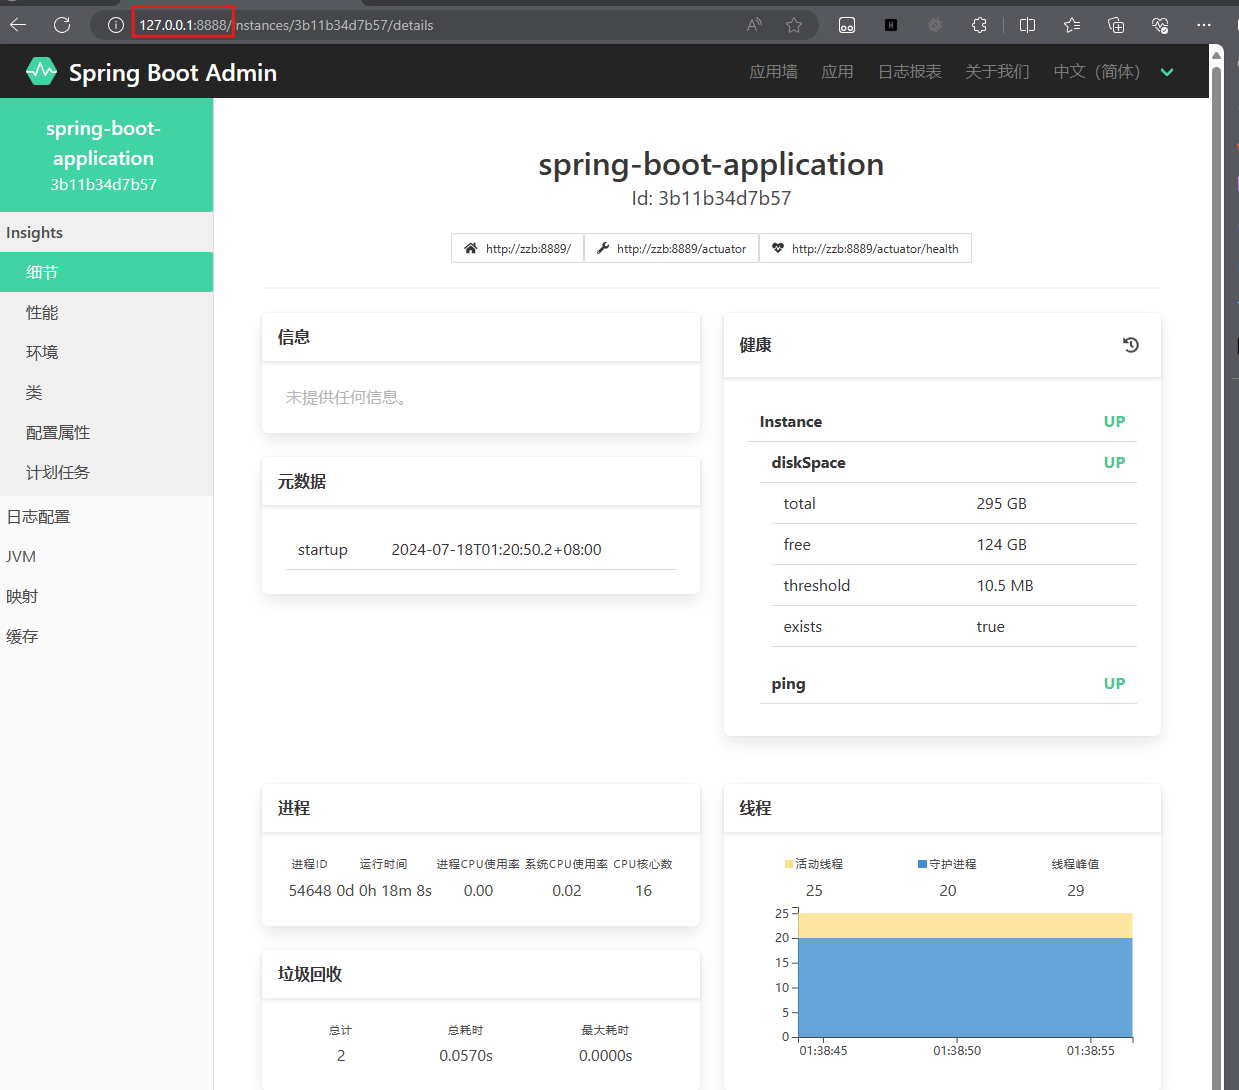 127.0.0.1:8888/instances/3b11b34d7b57/details
Spring Boot Admin
应用墙 应用 日志报表 关于我们 中文（简体）
spring-boot-
application
3b11b34d7b57
Insights
细节
性能
环境
类
配置属性
计划任务
日志配置
JVM
映射
缓存
spring-boot-application
Id: 3b11b34d7b57
http://zzb:8889/ http://zzb:8889/actuator http://zzb:8889/actuator/health
信息
未提供任何信息。
元数据
startup 2024-07-18T01:20:50.2+08:00
健康
Instance UP
diskSpace UP
total 295 GB
free 124 GB
threshold 10.5 MB
exists true
ping UP
进程
进程ID 运行时间 进程CPU使用率 系统CPU使用率 CPU核心数
54648 0d 0h 18m 8s 0.00 0.02 16
线程
活动线程 守护进程 线程峰值
25 20 29
25
20
15
10
5
0
01:38:45 01:38:50 01:38:55
垃圾回收
总计 总耗时 最大耗时
2 0.0570s 0.0000s